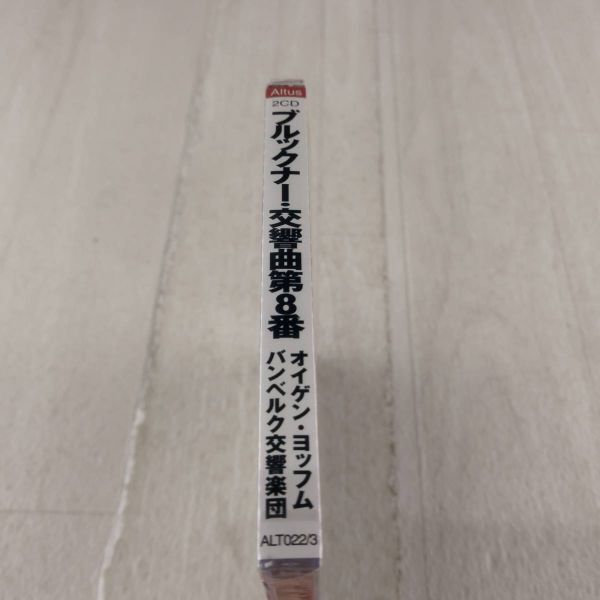 Altus
2CD
ブルックナー:交響曲第8番
オイゲン・ヨッフム
バンベルク交響楽団
ALT022/3